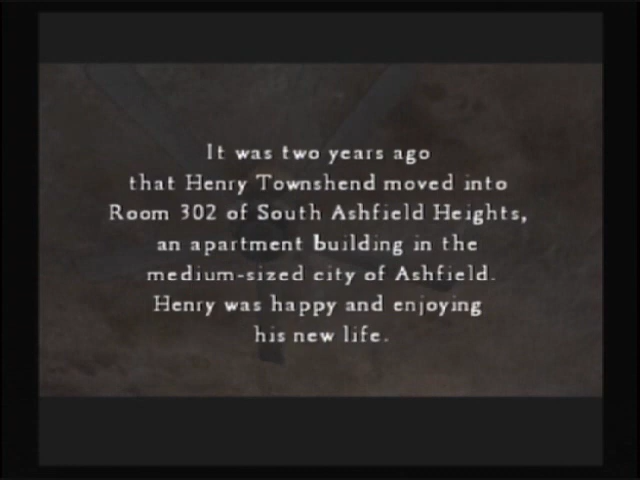 It was two years ago
that Henry Townshend moved into
Room 302 of South Ashfield Heights,
an apartment building in the
medium-sized city of Ashfield.
Henry was happy and enjoying
his new life.